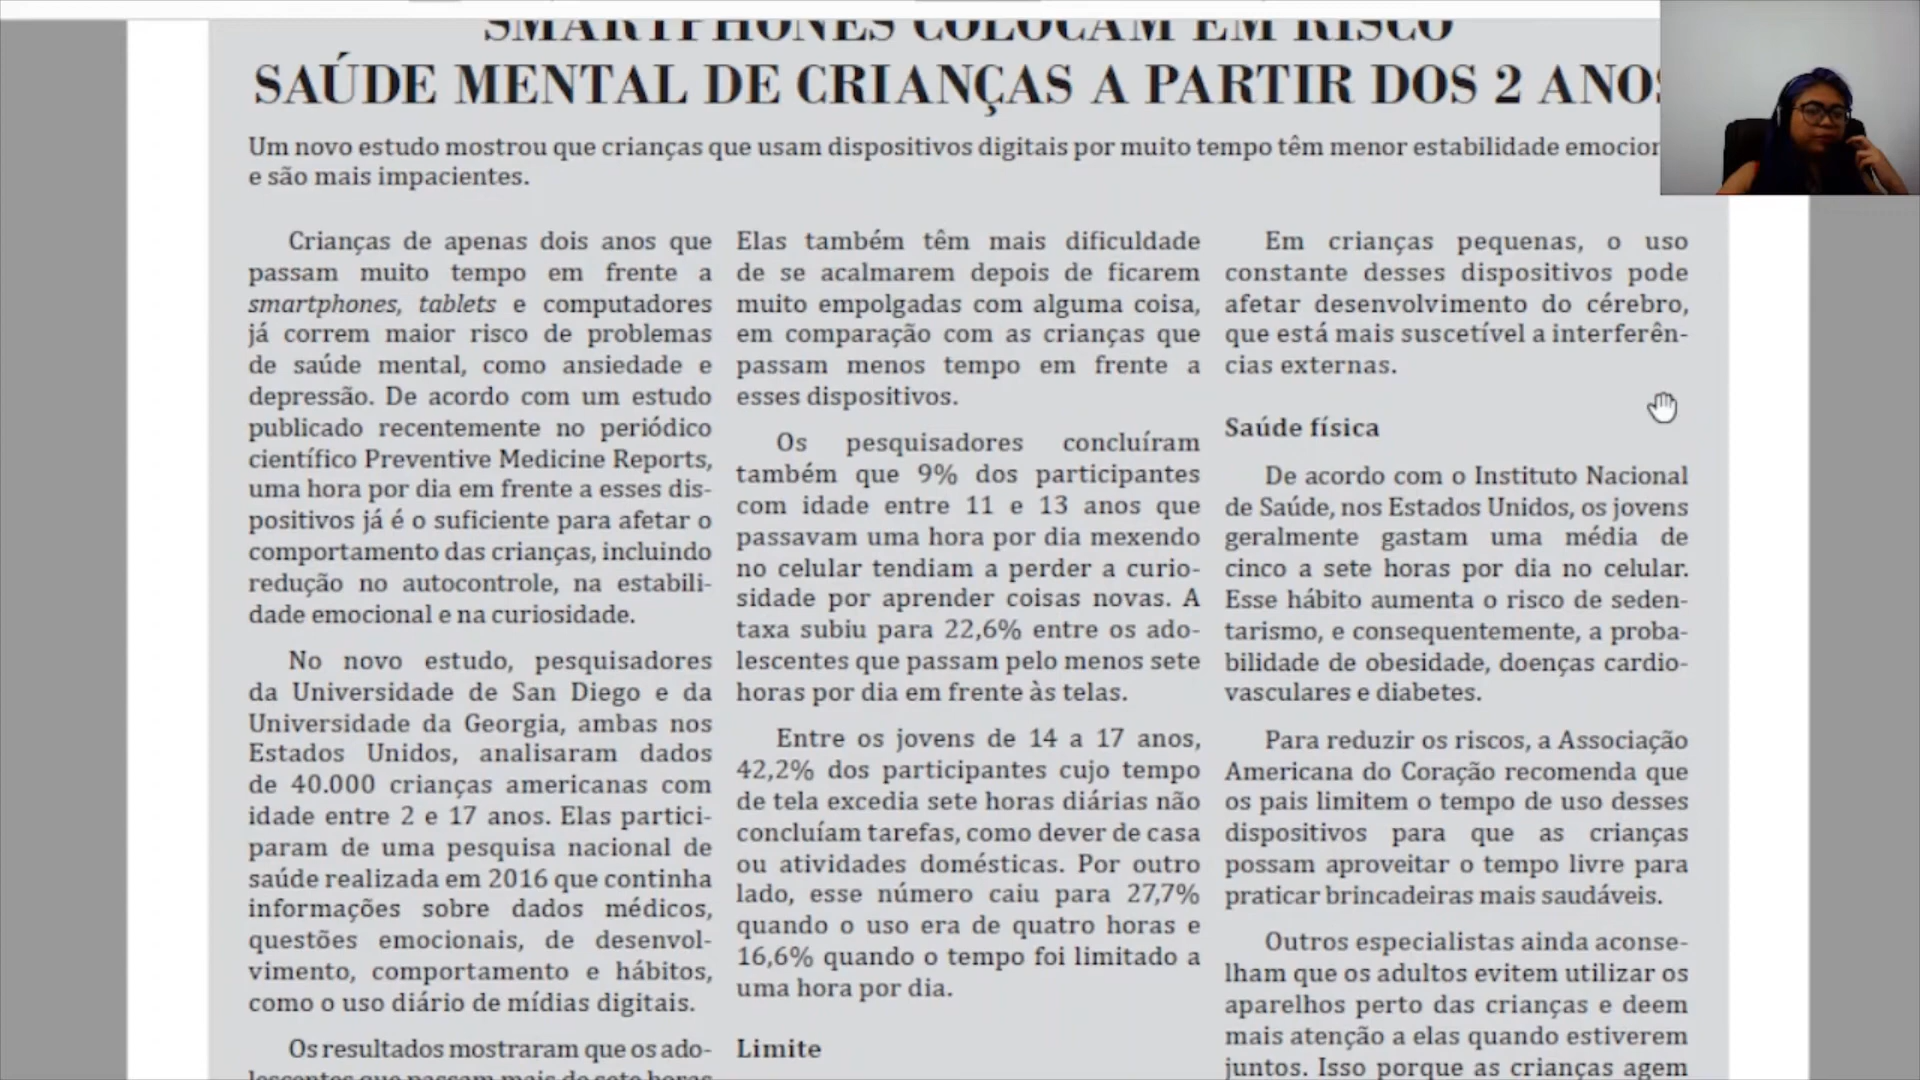 SMARTPHONES COLOCAM EM RISCO
SAÚDE MENTAL DE CRIANÇAS A PARTIR DOS 2 ANOS
Um novo estudo mostrou que crianças que usam dispositivos digitais por muito tempo têm menor estabilidade
e são mais impacientes.
Crianças de apenas dois anos que
passam muito tempo em frente a
smartphones, tablets e computadores
já correm maior risco de problemas
de saúde mental, como ansiedade e
depressão. De acordo com um estudo
publicado recentemente no periódico
científico Preventive Medicine Reports,
uma hora por dia em frente a esses dis-
positivos já é o suficiente para afetar o
comportamento das crianças, incluindo
redução no autocontrole, na estabili-
dade emocional e na curiosidade.
No novo estudo, pesquisadores
da Universidade de San Diego e da
Universidade da Georgia, ambas nos
Estados Unidos, analisaram dados
de 40.000 crianças americanas com
idade entre 2 e 17 anos. Elas partici-
param de uma pesquisa nacional de
saúde realizada em 2016 que continha
informações sobre dados médicos,
questões emocionais, de desenvol-
vimento, comportamento e hábitos,
como o uso diário de mídias digitais.
Os resultados mostraram que os ado-
lescentes que passam mais de sete horas
Elas também têm mais dificuldade
de se acalmarem depois de ficarem
muito empolgadas com alguma coisa,
em comparação com as crianças que
passam menos tempo em frente a
esses dispositivos.
Os pesquisadores concluíram
também que 9% dos participantes
com idade entre 11 e 13 anos que
passavam uma hora por dia mexendo
no celular tendiam a perder a curio-
sidade por aprender coisas novas. A
taxa subiu para 22,6% entre os ado-
lescentes que passam pelo menos sete
horas por dia em frente às telas.
Entre os jovens de 14 a 17 anos,
42,2% dos participantes cujo tempo
de tela excedia sete horas diárias não
concluíam tarefas, como dever de casa
ou atividades domésticas. Por outro
lado, esse número caiu para 27,7%
quando o uso era de quatro horas e
16,6% quando o tempo foi limitado a
uma hora por dia.
Limite
Em crianças pequenas, o uso
constante desses dispositivos pode
afetar desenvolvimento do cérebro,
que está mais suscetível a interferên-
cias externas.
Saúde física
De acordo com o Instituto Nacional
de Saúde, nos Estados Unidos, os jovens
geralmente gastam uma média de
cinco a sete horas por dia no celular.
Esse hábito aumenta o risco de seden-
tarismo, e consequentemente, a proba-
bilidade de obesidade, doenças cardio-
vasculares e diabetes.
Para reduzir os riscos, a Associação
Americana do Coração recomenda que
os pais limitem o tempo de uso desses
dispositivos para que as crianças
possam aproveitar o tempo livre para
praticar brincadeiras mais saudáveis.
Outros especialistas ainda aconse-
lham que os adultos evitem utilizar os
aparelhos perto das crianças e deem
mais atenção a elas quando estiverem
juntos. Isso porque as crianças agem